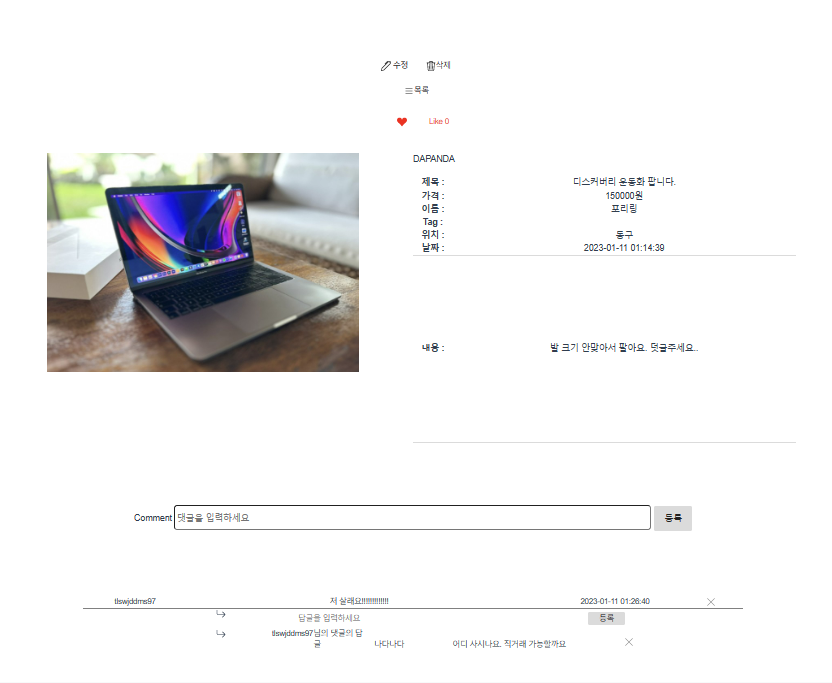 수정 삭제
목록
Like 0
DAPANDA
제목 : 디스커버리 운동화 팝니다.
가격 : 150000원
이름 : 포리링
Tag :
위치 : 동구
날짜 : 2023-01-11 01:14:39
내용 : 발 크기 안맞아서 팔아요. 덧글주세요..
Comment 댓글을 입력하세요 등록
tlswjddms97 저 살래요!!!!!!!!!!!!! 2023-01-11 01:26:40
답글을 입력하세요 등록
tlswjddms97님의 댓글의 답
글 나다나다 어디 사시나요. 직거래 가능할까요